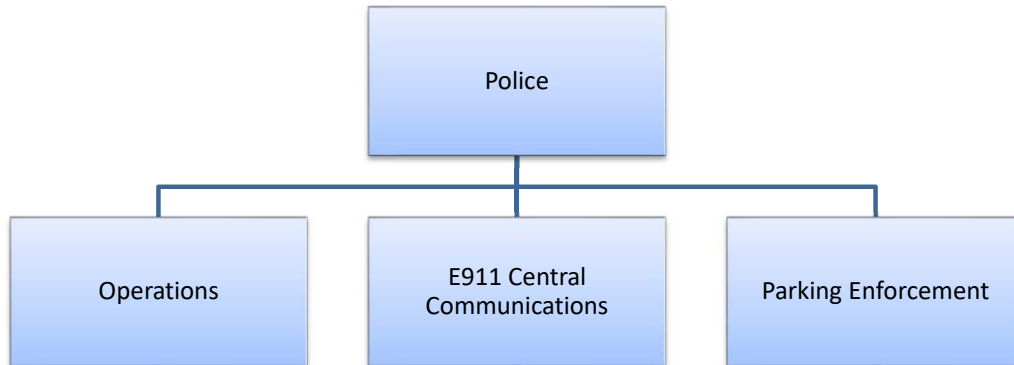 Police
Operations
E911 Central
Communications
Parking Enforcement